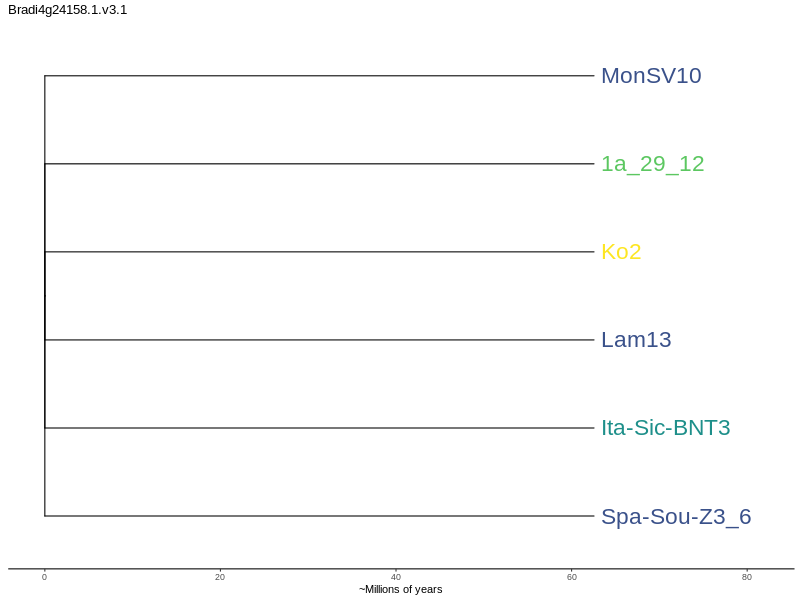 Bradi4g24158.1.v3.1
MonSV10
1a_29_12
Ko2
Lam13
Ita-Sic-BNT3
Spa-Sou-Z3_6
0 20 40 60 80
~Millions of years